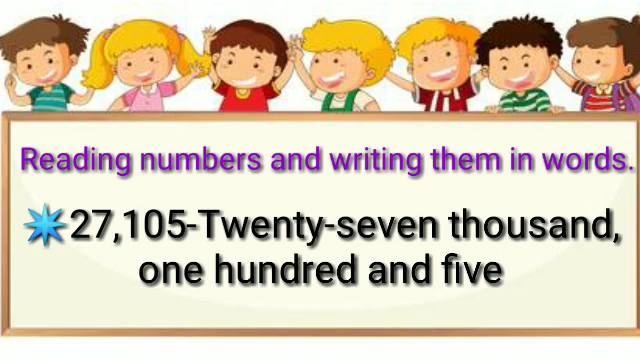 Reading numbers and writing them in words.
27,105-Twenty-seven thousand,
one hundred and five